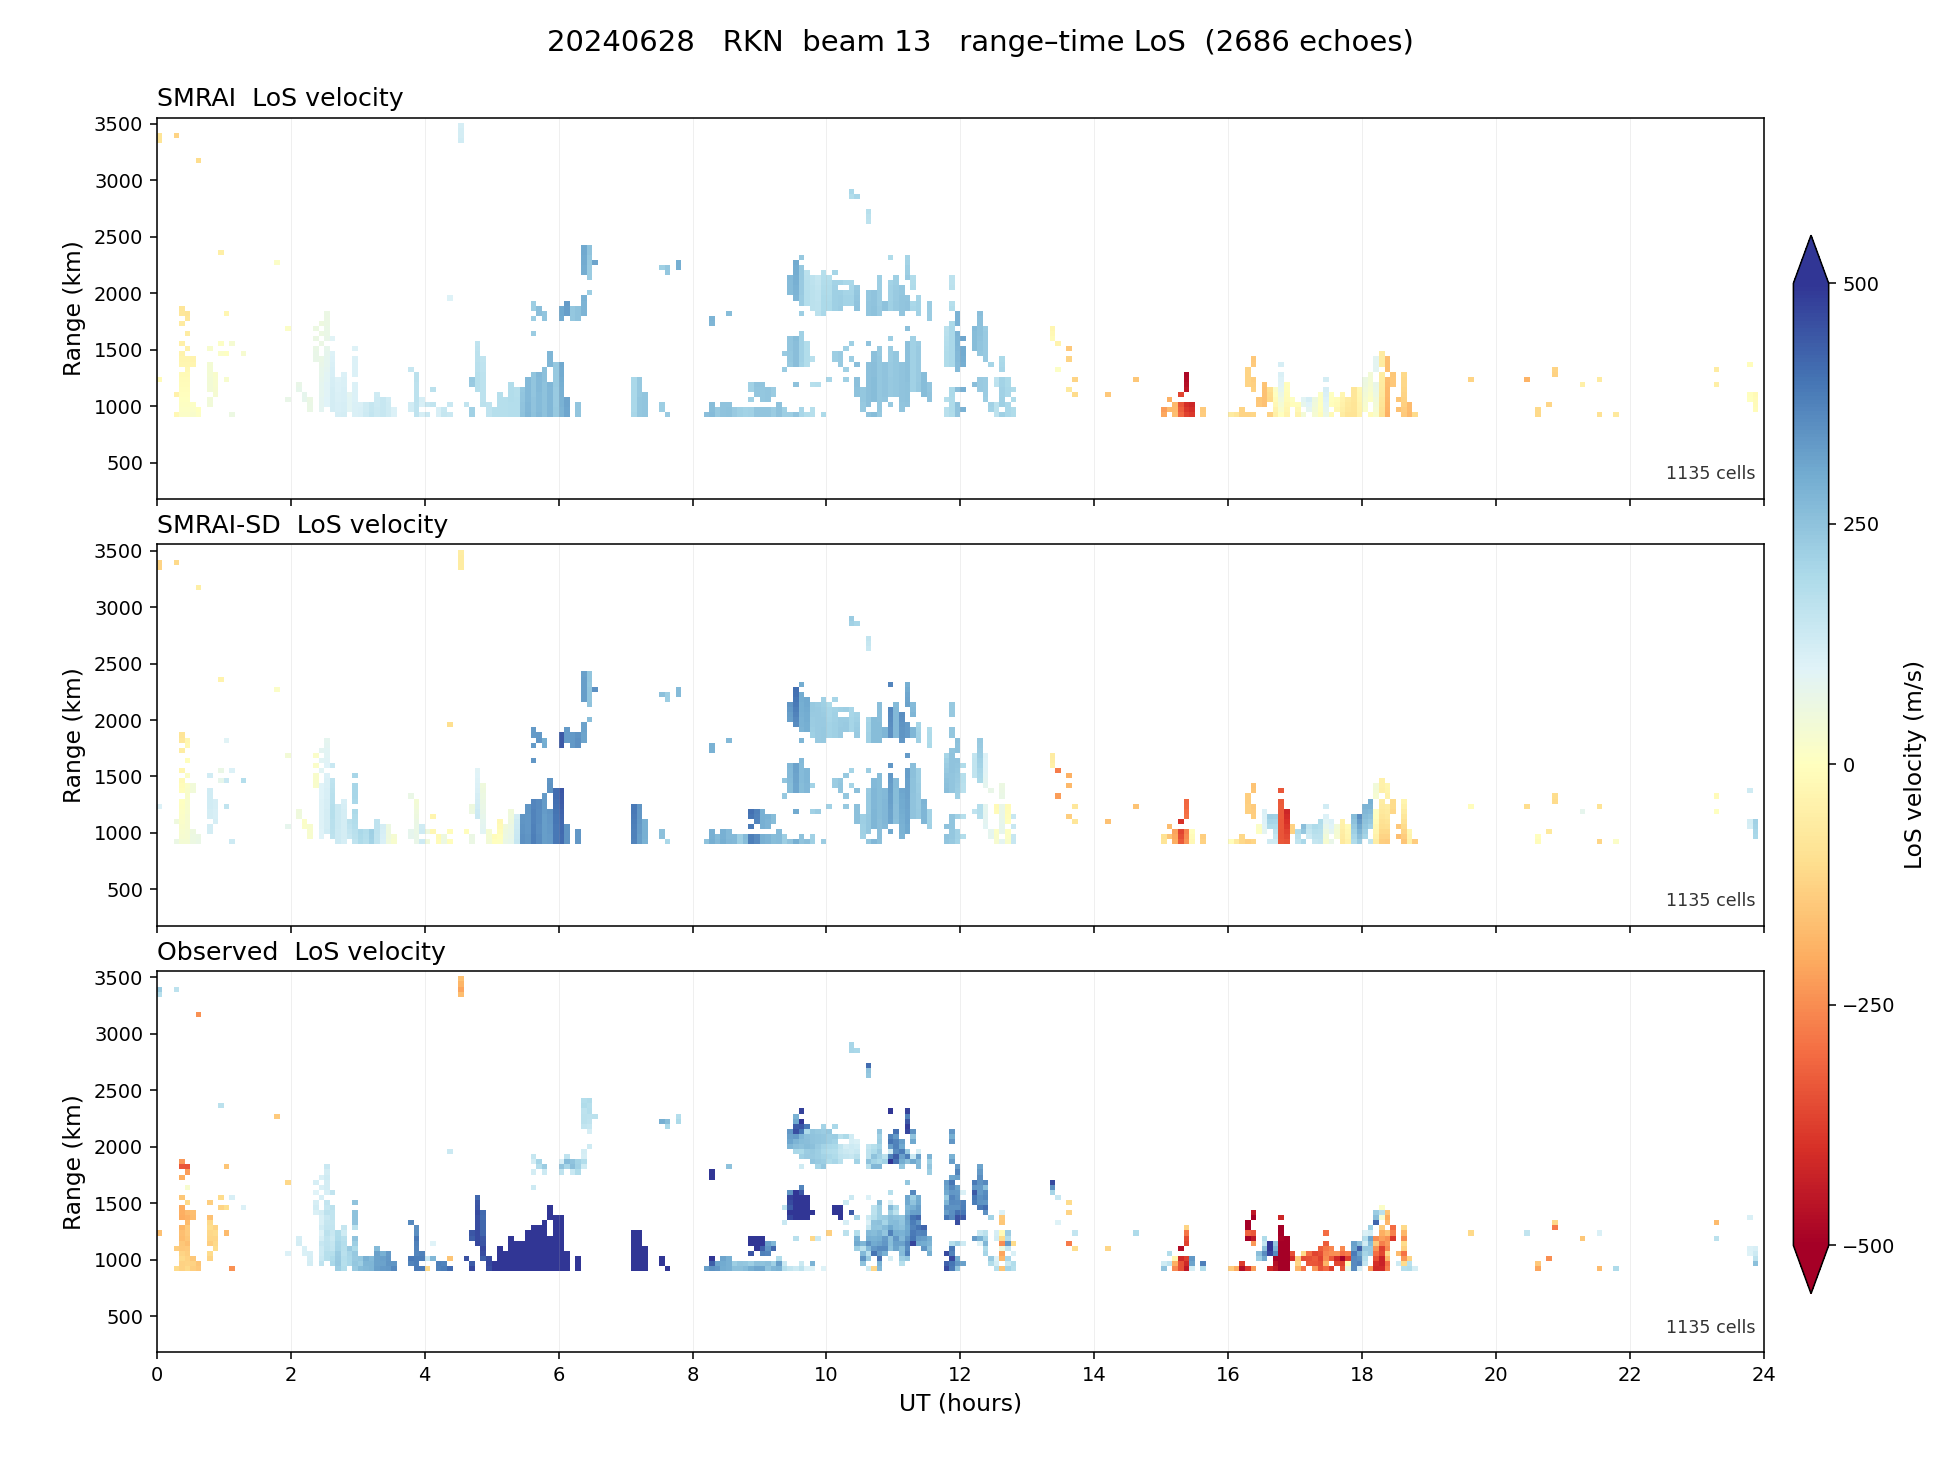 20240628   RKN  beam 13   range–time LoS  (2686 echoes)
SMRAI  LoS velocity
3500
3000
2500
2000
1500
1000
500
Range (km)
1135 cells
SMRAI-SD  LoS velocity
3500
3000
2500
2000
1500
1000
500
Range (km)
1135 cells
Observed  LoS velocity
3500
3000
2500
2000
1500
1000
500
Range (km)
1135 cells
0 2 4 6 8 10 12 14 16 18 20 22 24
UT (hours)
500
250
0
−250
−500
LoS velocity (m/s)